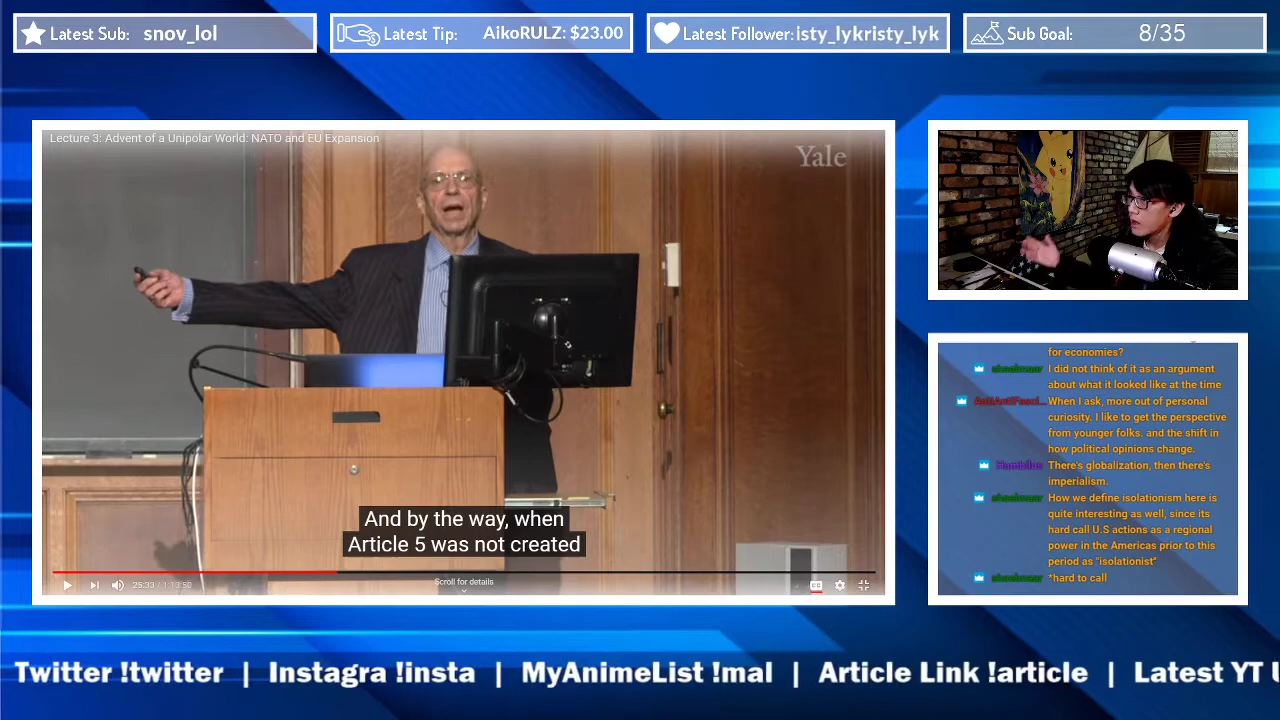 Latest Sub: snov_lol
Latest Tip: AikoRULZ: $23.00
Latest Follower: isty_lykristy_lyk
Sub Goal: 8/35
Lecture 3: Advent of a Unipolar World: NATO and EU Expansion
Yale
And by the way, when
Article 5 was not created
25:33 / 1:13:50
Scroll for details
for economies?
I did not think of it as an argument
about what it looked like at the time
When I ask, more out of personal
curiosity. I like to get the perspective
from younger folks. and the shift in
how political opinions change.
There's globalization, then there's
imperialism.
How we define isolationism here is
quite interesting as well, since its
hard call U.S actions as a regional
power in the Americas prior to this
period as "isolationist"
*hard to call
Twitter !twitter | Instagra !insta | MyAnimeList !mal | Article Link !article | Latest YT